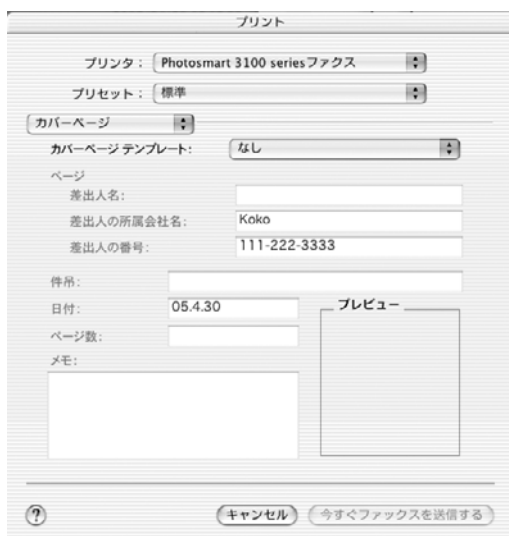 プリント
プリンタ： Photosmart 3100 seriesファクス
プリセット： 標準
カバーページ
カバーページ テンプレート: なし
ページ
差出人名:
差出人の所属会社名: Koko
差出人の番号: 111-222-3333
件吊:
日付: 05.4.30
プレビュー
ページ数:
メモ:
? キャンセル 今すぐファックスを送信する